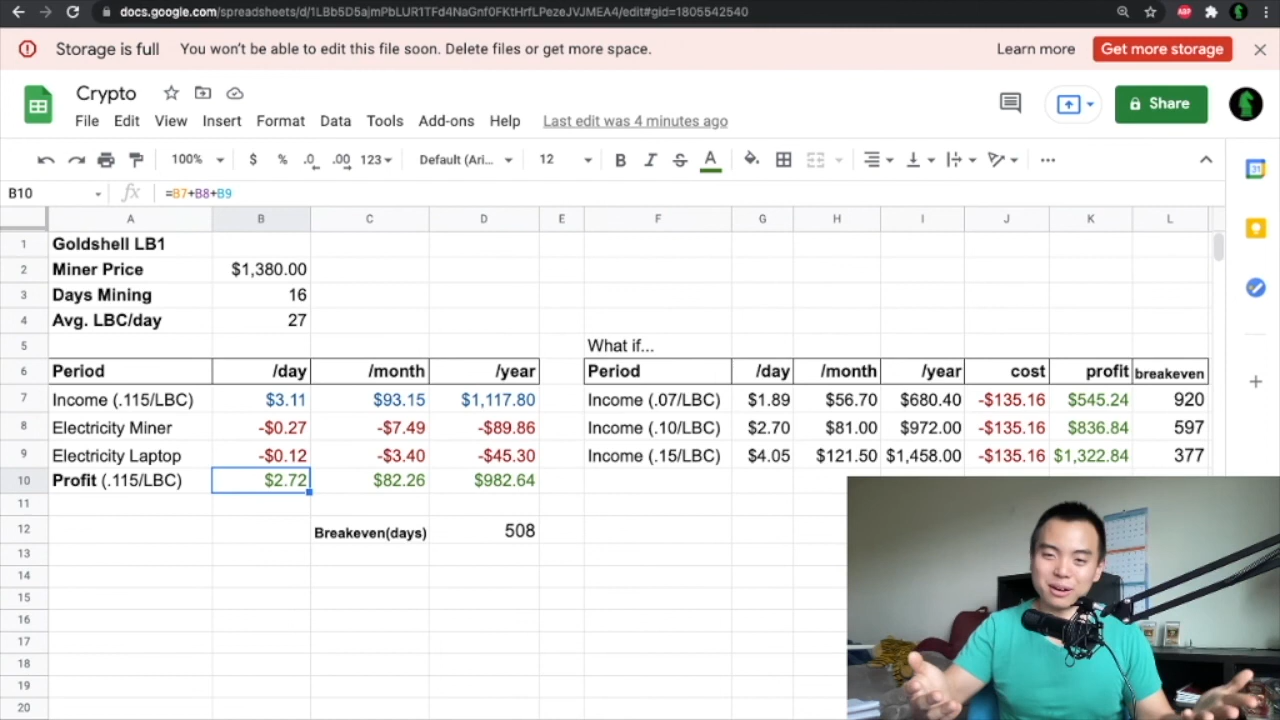 docs.google.com/spreadsheets/d/1LBb5D5ajmPbLUR1TFd4NaGnf0FKtHrfLPezeJVJMEA4/edit#gid=1805542540
ABP
Storage is full You won't be able to edit this file soon. Delete files or get more space. Learn more Get more storage
Crypto
Share
File Edit View Insert Format Data Tools Add-ons Help Last edit was 4 minutes ago
100% $ % .0 .00 123 Default (Ari... 12 B I S A
31
B10 fx =B7+B8+B9
A B C D E F G H I J K L
1 Goldshell LB1
2 Miner Price $1,380.00
3 Days Mining 16
4 Avg. LBC/day 27
5 What if...
6 Period /day /month /year Period /day /month /year cost profit breakeven
7 Income (.115/LBC) $3.11 $93.15 $1,117.80 Income (.07/LBC) $1.89 $56.70 $680.40 -$135.16 $545.24 920
8 Electricity Miner -$0.27 -$7.49 -$89.86 Income (.10/LBC) $2.70 $81.00 $972.00 -$135.16 $836.84 597
9 Electricity Laptop -$0.12 -$3.40 -$45.30 Income (.15/LBC) $4.05 $121.50 $1,458.00 -$135.16 $1,322.84 377
10 Profit (.115/LBC) $2.72 $82.26 $982.64
11
12 Breakeven(days) 508
13
14
15
16
17
18
19
20